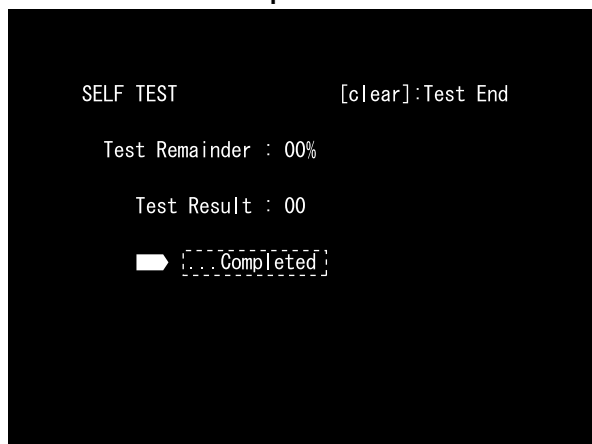 SELF TEST [clear]:Test End
Test Remainder : 00%
Test Result : 00
...Completed